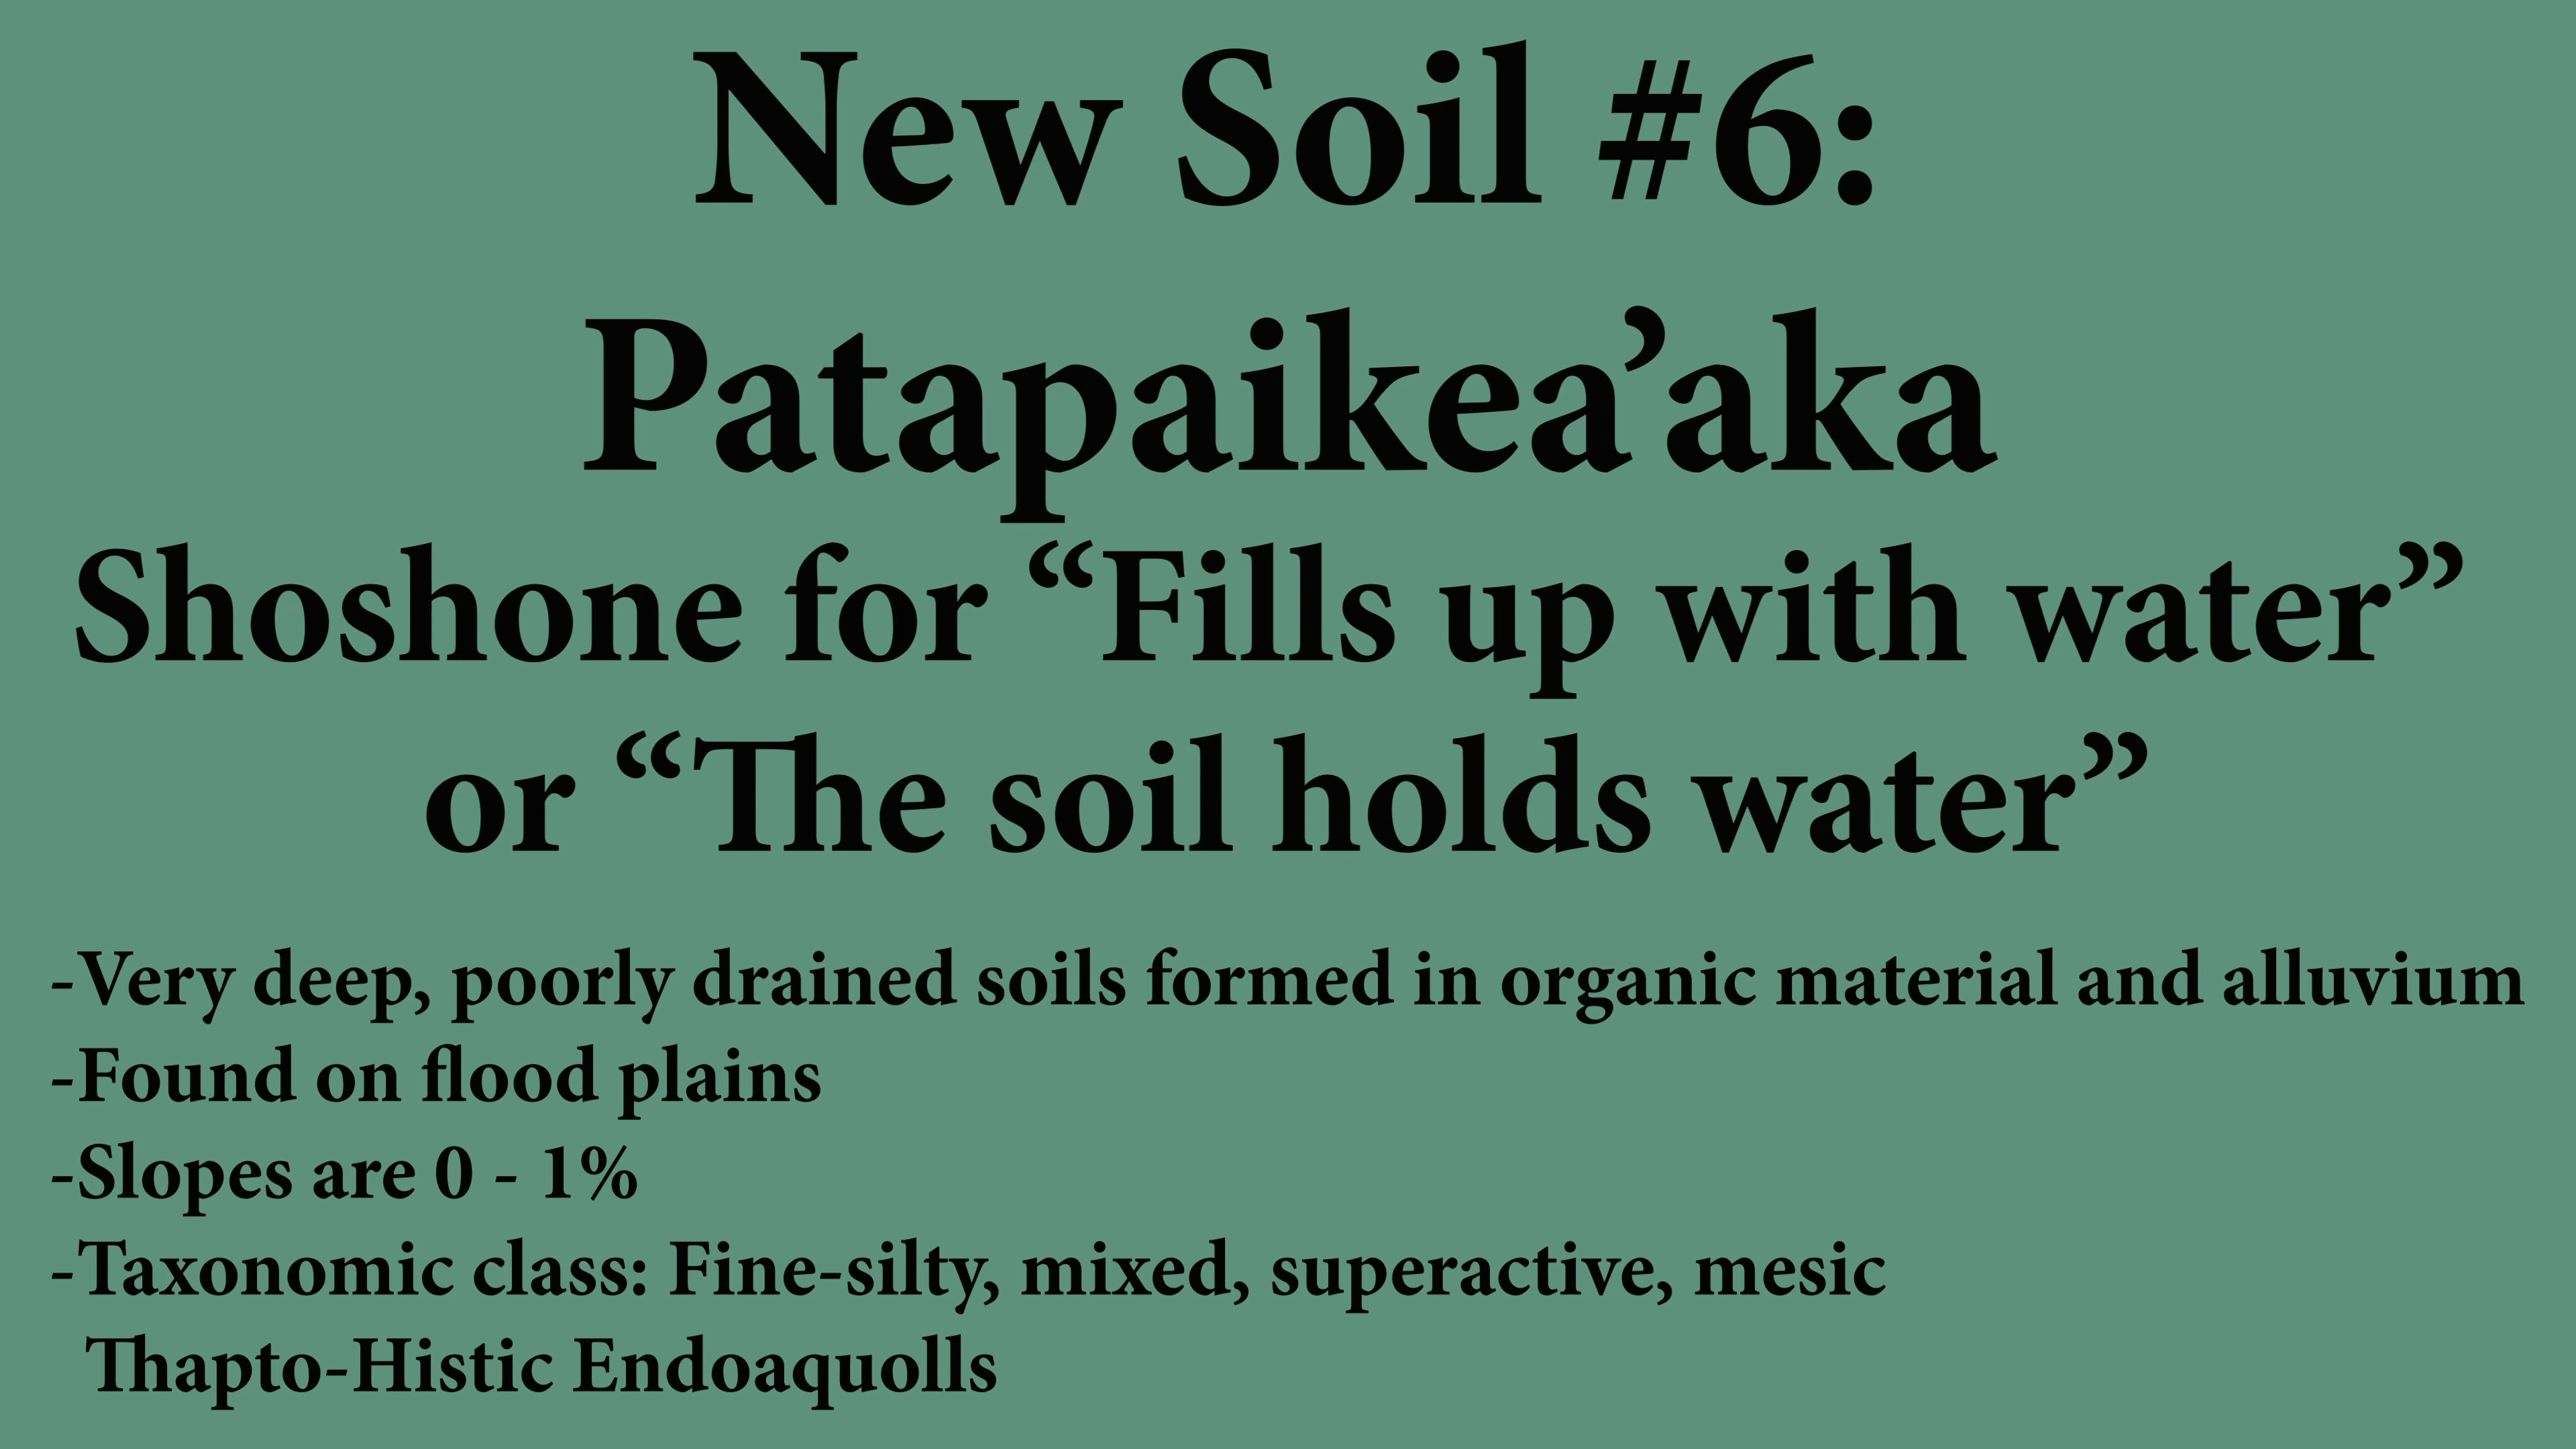 New Soil #6:
Patapaikea’aka
Shoshone for “Fills up with water”
or “The soil holds water”
-Very deep, poorly drained soils formed in organic material and alluvium
-Found on flood plains
-Slopes are 0 - 1%
-Taxonomic class: Fine-silty, mixed, superactive, mesic
Thapto-Histic Endoaquolls